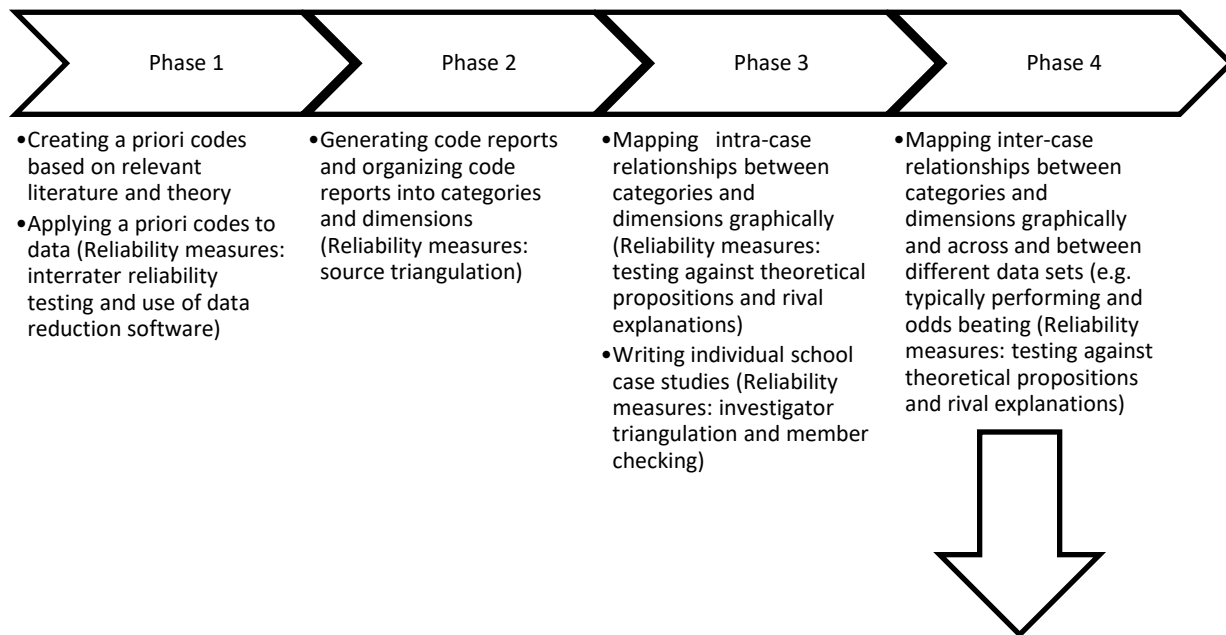 Phase 1
Phase 2
Phase 3
Phase 4
•Creating a priori codes
based on relevant
literature and theory
•Applying a priori codes to
data (Reliability measures:
interrater reliability
testing and use of data
reduction software)
•Generating code reports
and organizing code
reports into categories
and dimensions
(Reliability measures:
source triangulation)
•Mapping intra-case
relationships between
categories and
dimensions graphically
(Reliability measures:
testing against theoretical
propositions and rival
explanations)
•Writing individual school
case studies (Reliability
measures: investigator
triangulation and member
checking)
•Mapping inter-case
relationships between
categories and
dimensions graphically
and across and between
different data sets (e.g.
typically performing and
odds beating (Reliability
measures: testing against
theoretical propositions
and rival explanations)